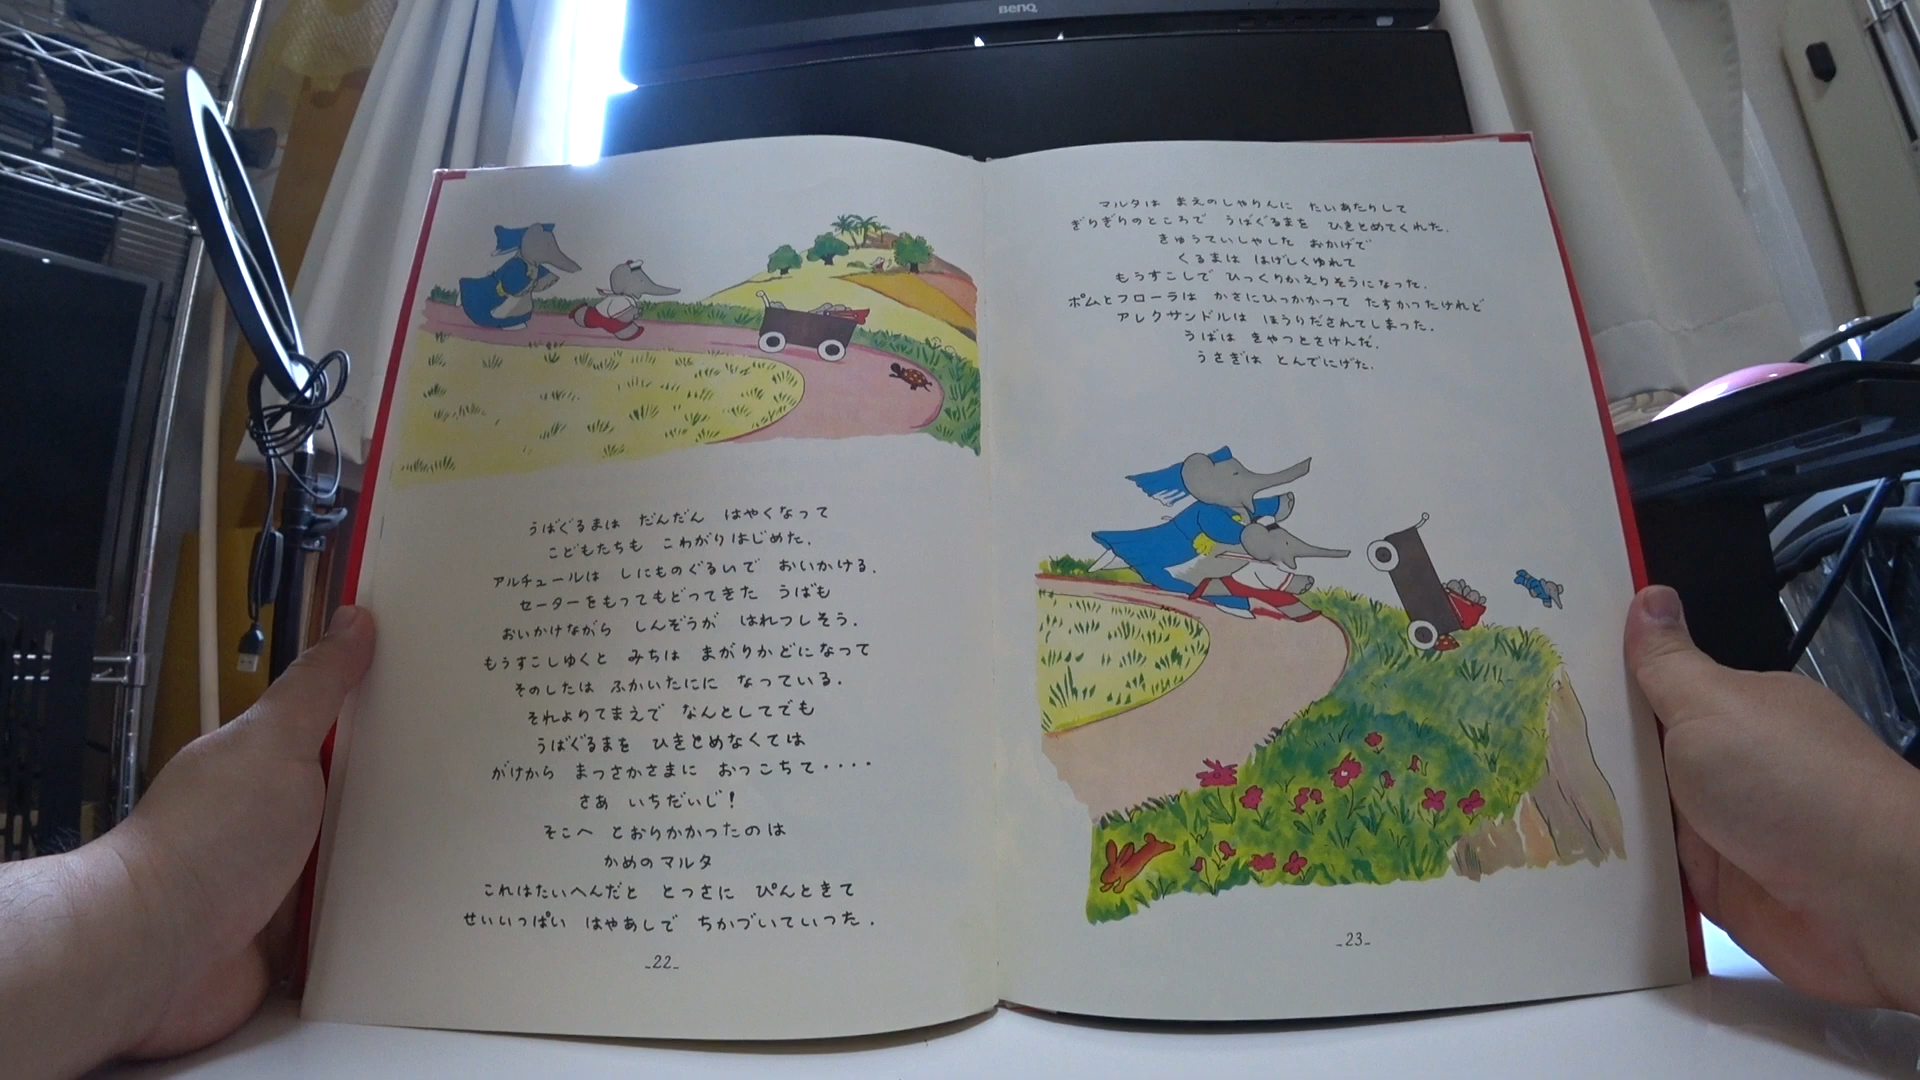 BenQ
うばぐるまは だんだん はやくなって
こどもたちも こわがりはじめた.
アルチュールは しにものぐるいで おいかける.
セーターをもってもどってきた うばも
おいかけながら しんぞうが はれつしそう.
もうすこしゆくと みちは まがりかどになって
そのしたは ふかいたにに なっている.
それよりてまえで なんとしてでも
うばぐるまを ひきとめなくては
がけから まっさかさまに おっこちて・・・・
さあ いちだいじ!
そこへ とおりかかったのは
かめのマルタ
これはたいへんだと とっさに ぴんときて
せいいっぱい はやあしで ちかづいていった.
_22_
マルタは まえのしゃりんに たいあたりして
ぎりぎりのところで うばぐるまを ひきとめてくれた.
きゅうていしゃした おかげで
くるまは はげしくゆれて
もうすこしで ひっくりかえりそうになった.
ポムとフローラは かさにひっかかって たすかったけれど
アレクサンドルは ほうりだされてしまった.
うばは きゃっとさけんだ.
うさぎは とんでにげた.
_23_